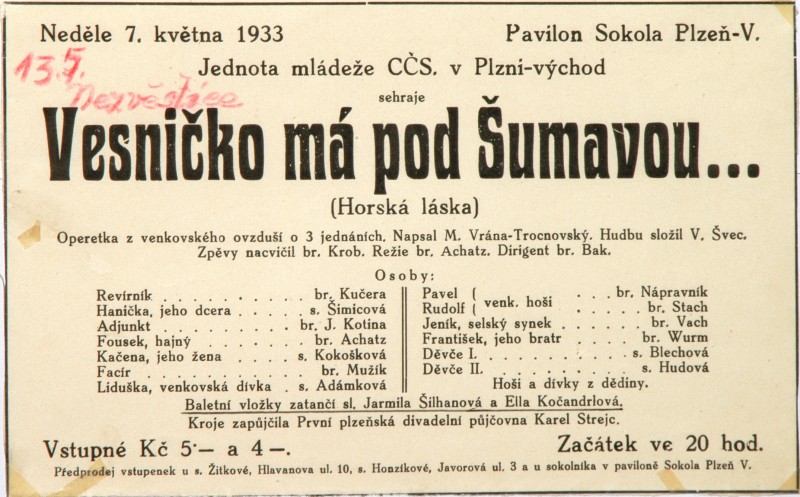 Neděle 7. května 1933 Pavilon Sokola Plzeň-V.
13.5.
Nezvěstice
Jednota mládeže CČS. v Plzni-východ
sehraje
Vesničko má pod Šumavou...
(Horská láska)
Operetka z venkovského ovzduší o 3 jednáních. Napsal M. Vrána-Trocnovský. Hudbu složil V. Švec.
Zpěvy nacvičil br. Krob. Režie br. Achatz. Dirigent br. Bak.
Osoby:
Revírník . . . . . . . . . . br. Kučera
Hanička, jeho dcera . . . . . s. Šimicová
Adjunkt . . . . . . . . . br. J. Kotina
Fousek, hajný . . . . . . . br. Achatz
Kačena, jeho žena . . . . s. Kokošková
Facír . . . . . . . . . . br. Mužík
Liduška, venkovská dívka . s. Adámková
Pavel ( venk. hoši . . . br. Nápravník
Rudolf ( . . br. Stach
Jeník, selský synek . . . . . . br. Vach
František, jeho bratr . . . . br. Wurm
Děvče I. . . . . . . . . . s. Blechová
Děvče II. . . . . . . . . . s. Hudová
Hoši a dívky z dědiny.
Baletní vložky zatančí sl. Jarmila Šilhanová a Ella Kočandrlová.
Kroje zapůjčila První plzeňská divadelní půjčovna Karel Strejc.
Vstupné Kč 5·— a 4—. Začátek ve 20 hod.
Předprodej vstupenek u s. Žitkové, Hlavanova ul. 10, s. Honzíkové, Javorová ul. 3 a u sokolníka v paviloně Sokola Plzeň V.